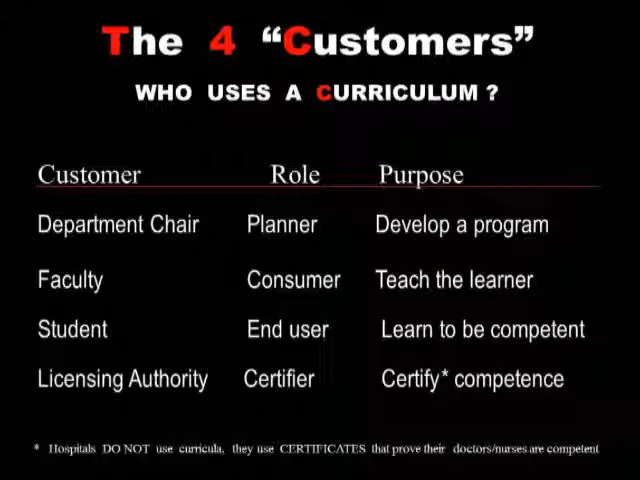 The 4 “Customers”
WHO USES A CURRICULUM ?
Customer Role Purpose
Department Chair Planner Develop a program
Faculty Consumer Teach the learner
Student End user Learn to be competent
Licensing Authority Certifier Certify* competence
* Hospitals DO NOT use curricula, they use CERTIFICATES that prove their doctors/nurses are competent